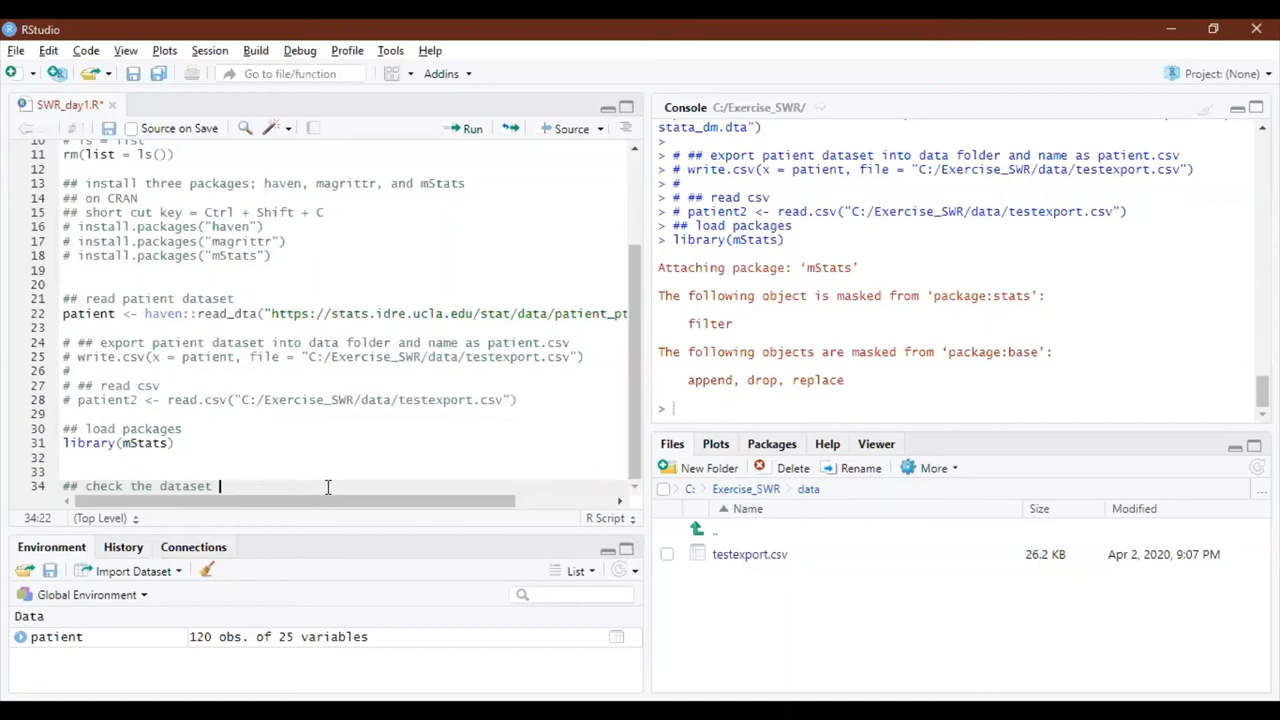 RStudio
File Edit View Plots Session Build Debug Profile Tools Help
Go to file/function Addins Project: (None)
SWR_day1.R*
Source on Save Run Source
10 # ls = list
11 rm(list = ls())
12
13 ## install three packages; haven, magrittr, and mStats
14 ## on CRAN
15 ## short cut key = Ctrl + Shift + C
16 # install.packages("haven")
17 # install.packages("magrittr")
18 # install.packages("mStats")
19
20
21 ## read patient dataset
22 patient <- haven::read_dta("https://stats.idre.ucla.edu/stat/data/patient_pt
23
24 # ## export patient dataset into data folder and name as patient.csv
25 # write.csv(x = patient, file = "C:/Exercise_SWR/data/testexport.csv")
26 #
27 # ## read csv
28 # patient2 <- read.csv("C:/Exercise_SWR/data/testexport.csv")
29
30 ## load packages
31 library(mStats)
32
33
34 ## check the dataset
34:22 (Top Level) R Script
Environment History Connections
Import Dataset List
Global Environment
Data
patient 120 obs. of 25 variables
Console C:/Exercise_SWR/
stata_dm.dta")
>
> # ## export patient dataset into data folder and name as patient.csv
> # write.csv(x = patient, file = "C:/Exercise_SWR/data/testexport.csv")
> #
> # ## read csv
> # patient2 <- read.csv("C:/Exercise_SWR/data/testexport.csv")
> ## load packages
> library(mStats)
Attaching package: ‘mStats’
The following object is masked from ‘package:stats’:
filter
The following objects are masked from ‘package:base’:
append, drop, replace
>
Files Plots Packages Help Viewer
New Folder Delete Rename More
C: Exercise_SWR data ...
Name Size Modified
..
testexport.csv 26.2 KB Apr 2, 2020, 9:07 PM